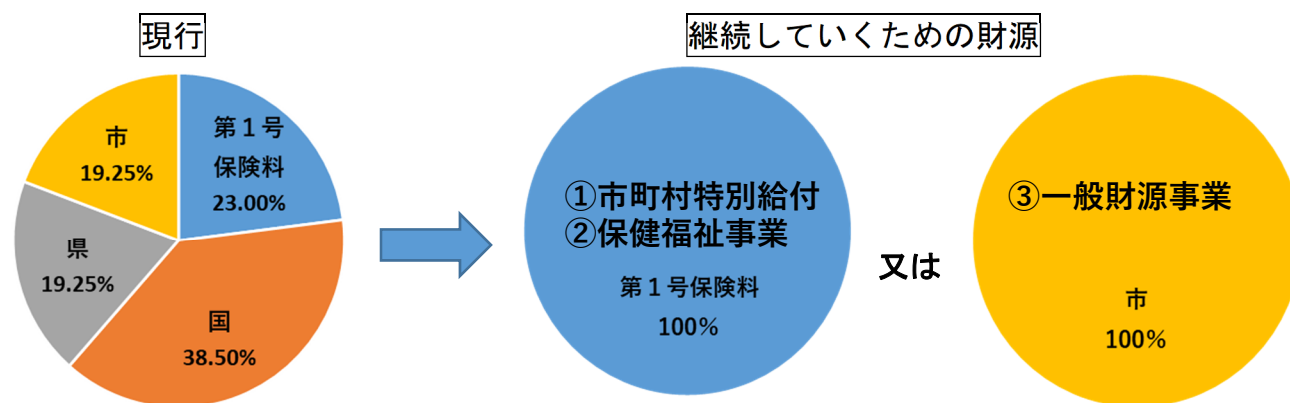 現行
継続していくための財源
市
19.25%
第１号
保険料
23.00%
県
19.25%
国
38.50%
①市町村特別給付
②保健福祉事業
第１号保険料
100%
又は
③一般財源事業
市
100%